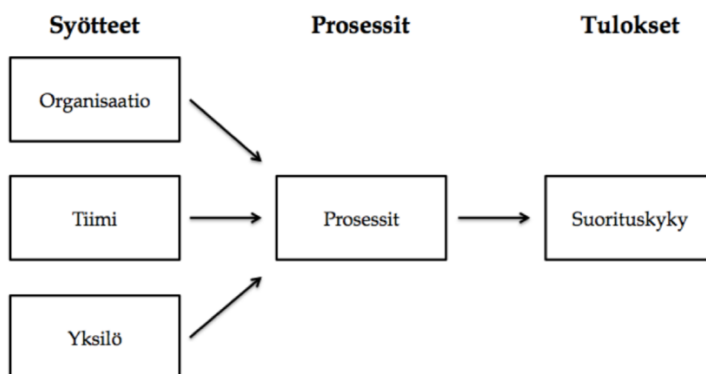 Syötteet
Prosessit
Tulokset
Organisaatio
Tiimi
Prosessit
Suorituskyky
Yksilö